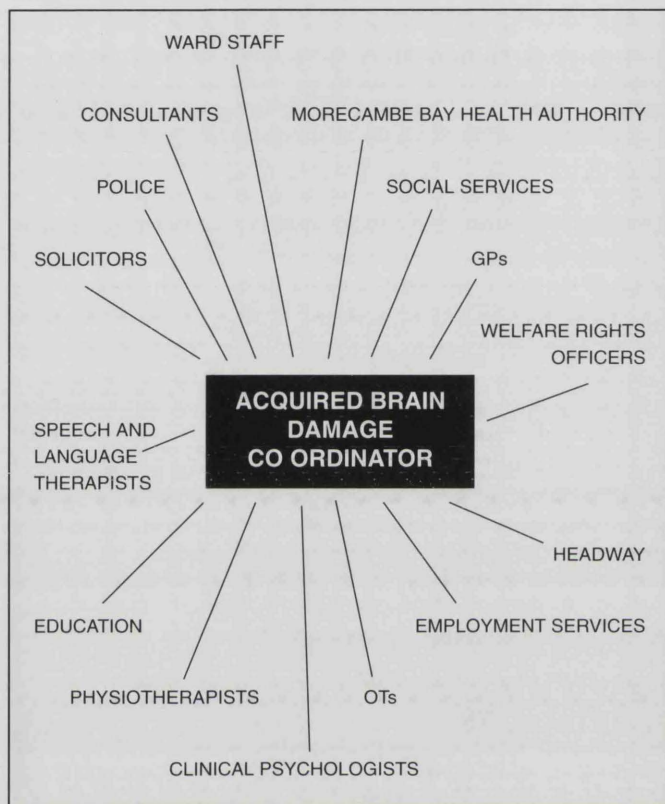 WARD STAFF
CONSULTANTS
MORECAMBE BAY HEALTH AUTHORITY
POLICE
SOCIAL SERVICES
SOLICITORS
GPs
WELFARE RIGHTS
OFFICERS
ACQUIRED BRAIN
DAMAGE
CO ORDINATOR
SPEECH AND
LANGUAGE
THERAPISTS
HEADWAY
EDUCATION
EMPLOYMENT SERVICES
PHYSIOTHERAPISTS
OTs
CLINICAL PSYCHOLOGISTS